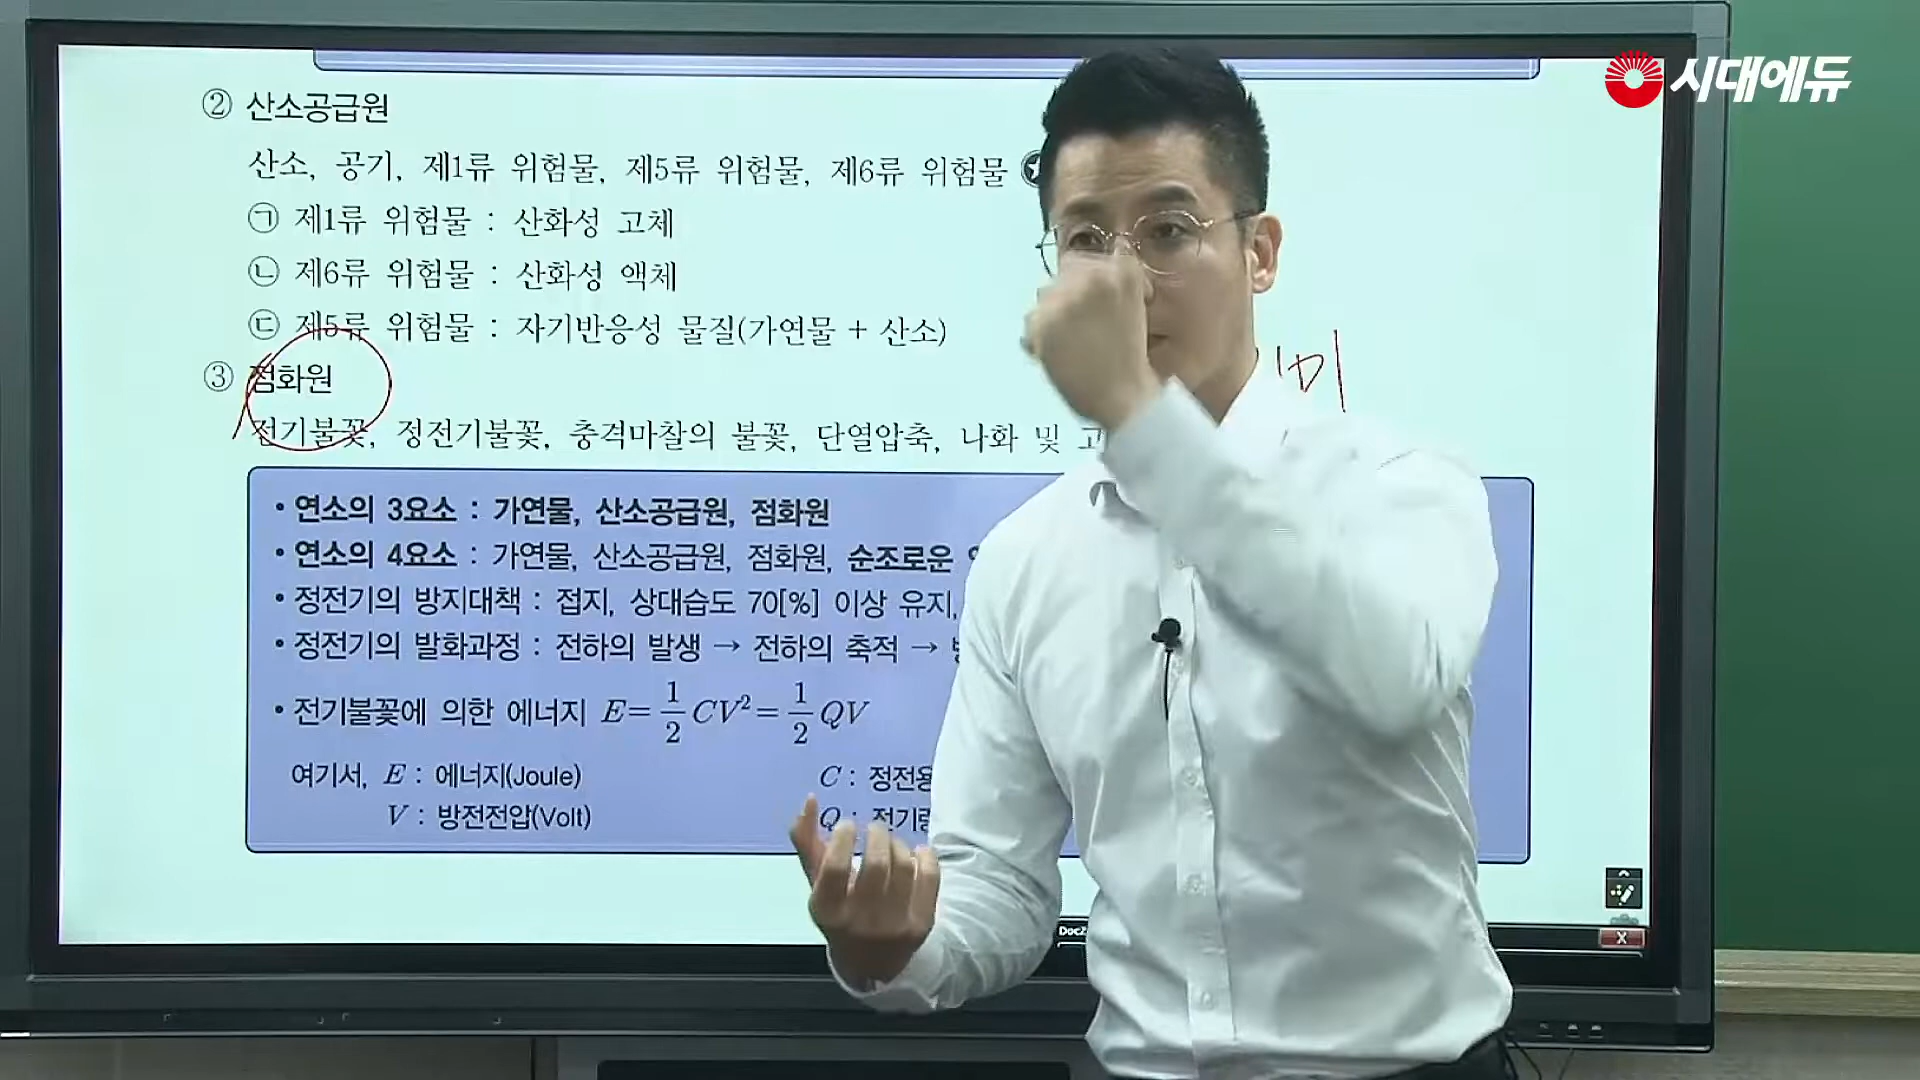 시대에듀
② 산소공급원
산소, 공기, 제1류 위험물, 제5류 위험물, 제6류 위험물
㉠ 제1류 위험물 : 산화성 고체
㉡ 제6류 위험물 : 산화성 액체
㉢ 제5류 위험물 : 자기반응성 물질(가연물 + 산소)
③ 점화원
전기불꽃, 정전기불꽃, 충격마찰의 불꽃, 단열압축, 나화 및 고
• 연소의 3요소 : 가연물, 산소공급원, 점화원
• 연소의 4요소 : 가연물, 산소공급원, 점화원, 순조로운
• 정전기의 방지대책 : 접지, 상대습도 70[%] 이상 유지,
• 정전기의 발화과정 : 전하의 발생 → 전하의 축적 →
• 전기불꽃에 의한 에너지 E = 1/2 CV² = 1/2 QV
여기서, E : 에너지(Joule) C : 정전용
V : 방전전압(Volt) Q : 전기량